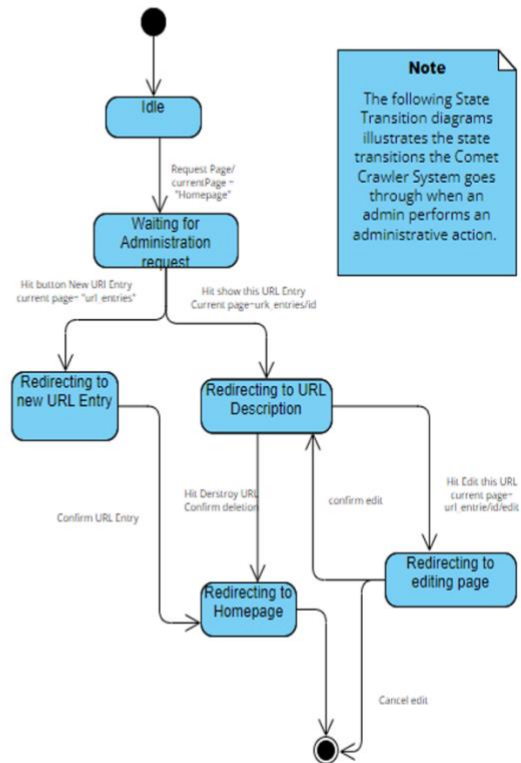 Idle
Note
The following State
Transition diagrams
illustrates the state
transitions the Comet
Crawler System goes
through when an
admin performs an
administrative action.
Request Page/
currentPage =
"Homepage"
Waiting for
Administration
request
Hit button New URI Entry
current page= "url_entries"
Hit show this URL Entry
Current page=urk_entries/id
Redirecting to
new URL Entry
Redirecting to URL
Description
Hit Edit this URL
current page=
url_entrie/id/edit
Hit Derstroy URL
Confirm deletion
confirm edit
Confirm URL Entry
Redirecting to
editing page
Redirecting to
Homepage
Cancel edit